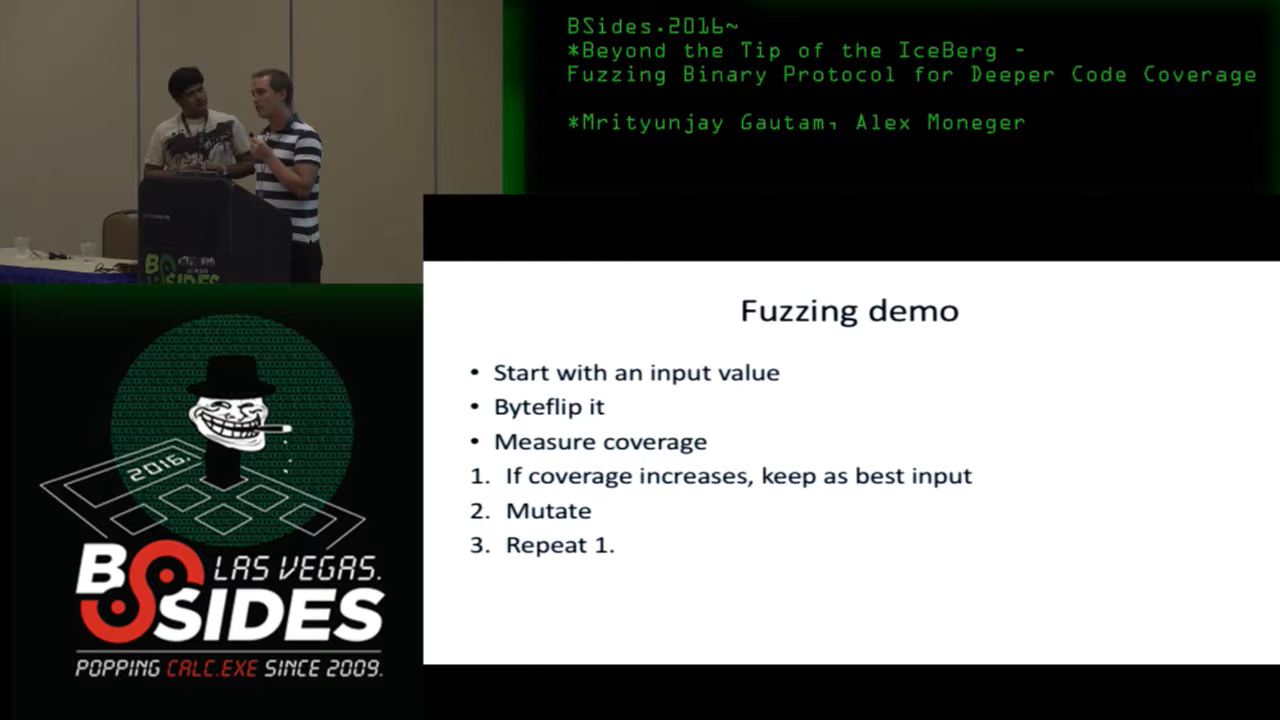 BSides.2016~
*Beyond the Tip of the IceBerg -
Fuzzing Binary Protocol for Deeper Code Coverage
*Mrityunjay Gautam, Alex Moneger
Fuzzing demo
• Start with an input value
• Byteflip it
• Measure coverage
1. If coverage increases, keep as best input
2. Mutate
3. Repeat 1.
2016.
BSIDES
LAS VEGAS.
POPPING CALC.EXE SINCE 2009.
BSIDES